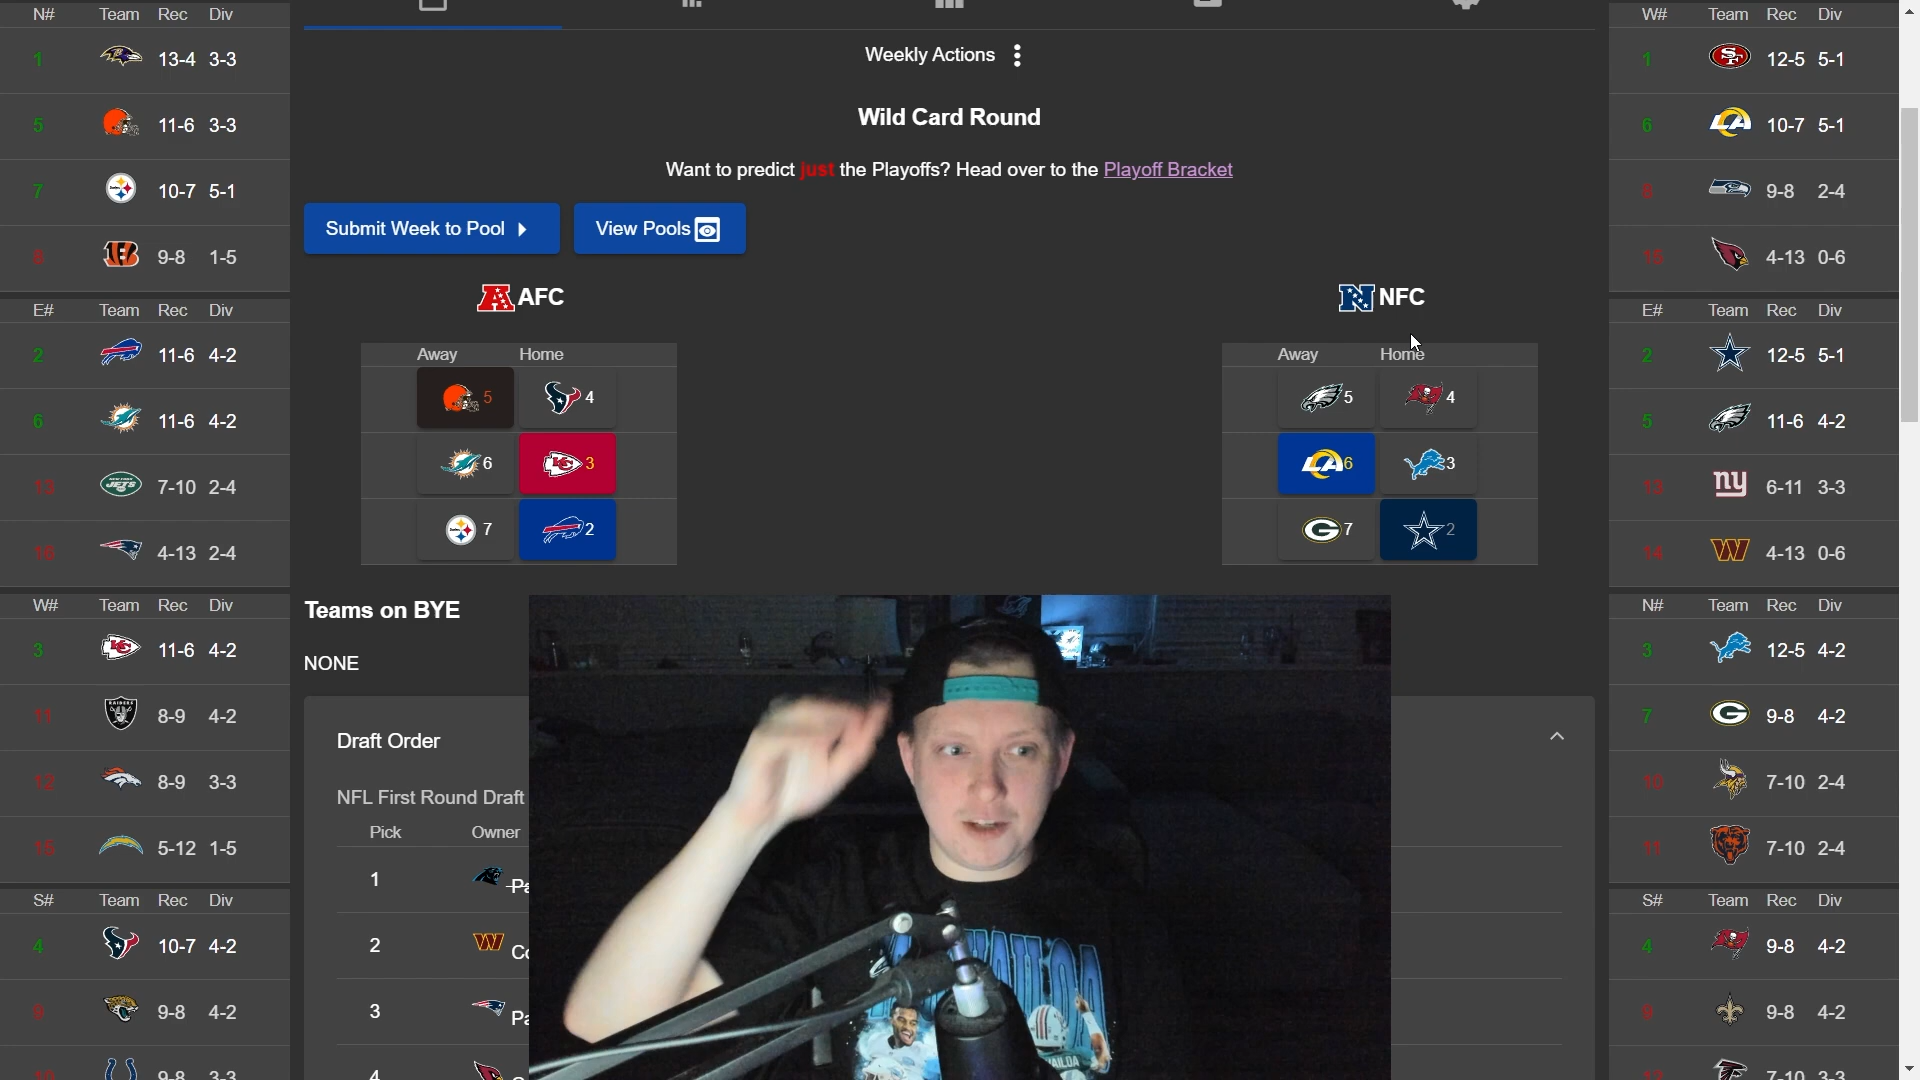 N# Team Rec Div
1 13-4 3-3
5 11-6 3-3
7 10-7 5-1
9-8 1-5
E# Team Rec Div
2 11-6 4-2
6 11-6 4-2
13 7-10 2-4
16 4-13 2-4
W# Team Rec Div
3 11-6 4-2
11 RAIDERS 8-9 4-2
12 8-9 3-3
15 5-12 1-5
S# Team Rec Div
4 10-7 4-2
9-8 4-2
10 9-8 3-3
Weekly Actions
Wild Card Round
Want to predict just the Playoffs? Head over to the Playoff Bracket
Submit Week to Pool View Pools
AFC
Away Home
5 4
6 3
7 2
NFC
Away Home
5 4
LA 6 3
G 7 2
Teams on BYE
NONE
Draft Order
NFL First Round Draft
Pick Owner
1 Pa
2 W Co
3 Pa
4
W# Team Rec Div
1 SF 12-5 5-1
6 LA 10-7 5-1
9-8 2-4
15 4-13 0-6
E# Team Rec Div
2 12-5 5-1
5 11-6 4-2
13 ny 6-11 3-3
14 W 4-13 0-6
N# Team Rec Div
3 12-5 4-2
7 G 9-8 4-2
10 7-10 2-4
11 7-10 2-4
S# Team Rec Div
4 9-8 4-2
9-8 4-2
12 7-10 3-3